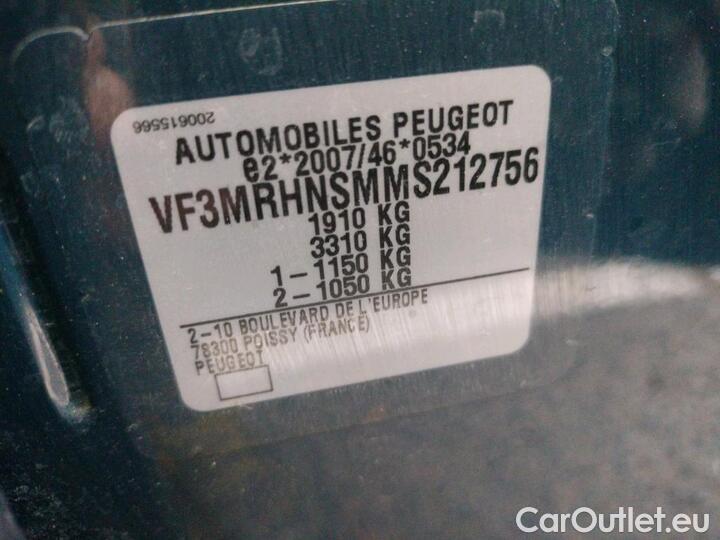 200615566
AUTOMOBILES PEUGEOT
e2*2007/46*0534
VF3MRHNSMMS212756
1910 KG
3310 KG
1-1150 KG
2-1050 KG
2-10 BOULEVARD DE L'EUROPE
78300 POISSY (FRANCE)
PEUGEOT
CarOutlet.eu